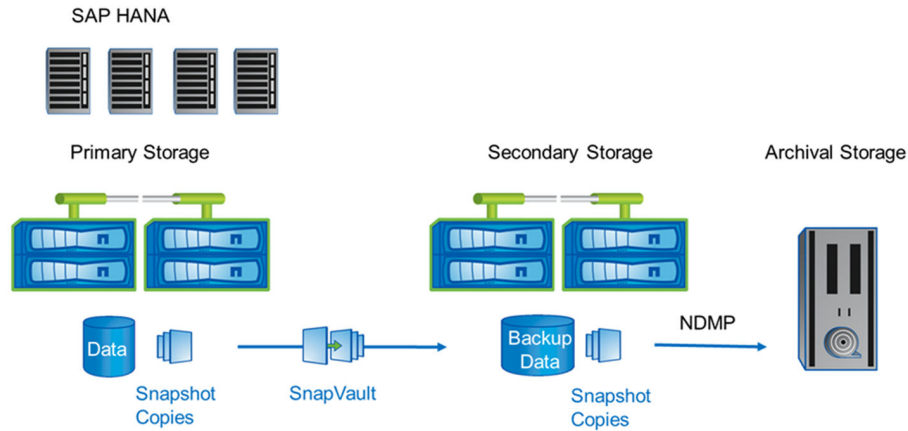 SAP HANA
Primary Storage
Secondary Storage
Archival Storage
Data
Snapshot
Copies
SnapVault
Backup
Data
Snapshot
Copies
NDMP